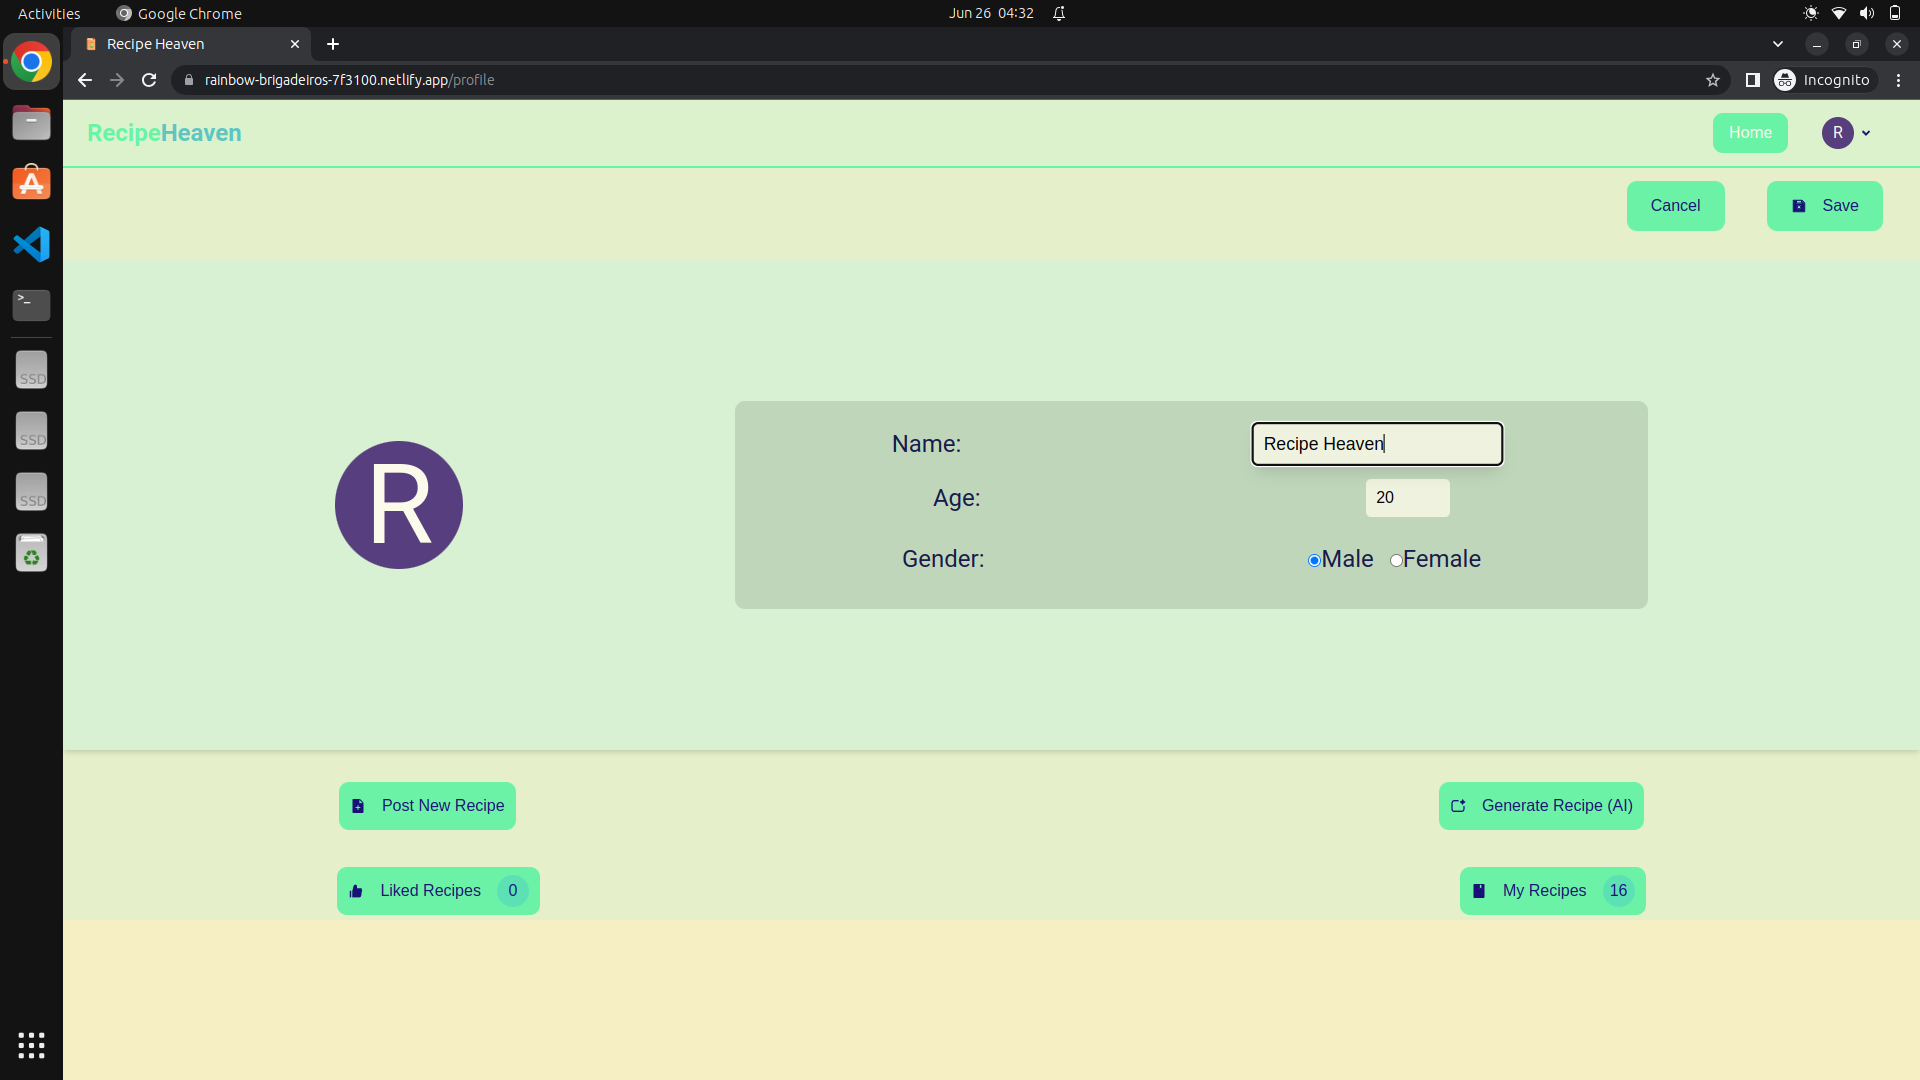 Activities Google Chrome Jun 26 04:32
Recipe Heaven
rainbow-brigadeiros-7f3100.netlify.app/profile Incognito
RecipeHeaven Home R
Cancel Save
R
Name: Recipe Heaven
Age: 20
Gender: Male Female
Post New Recipe Generate Recipe (AI)
Liked Recipes 0 My Recipes 16
>_
SSD
SSD
SSD